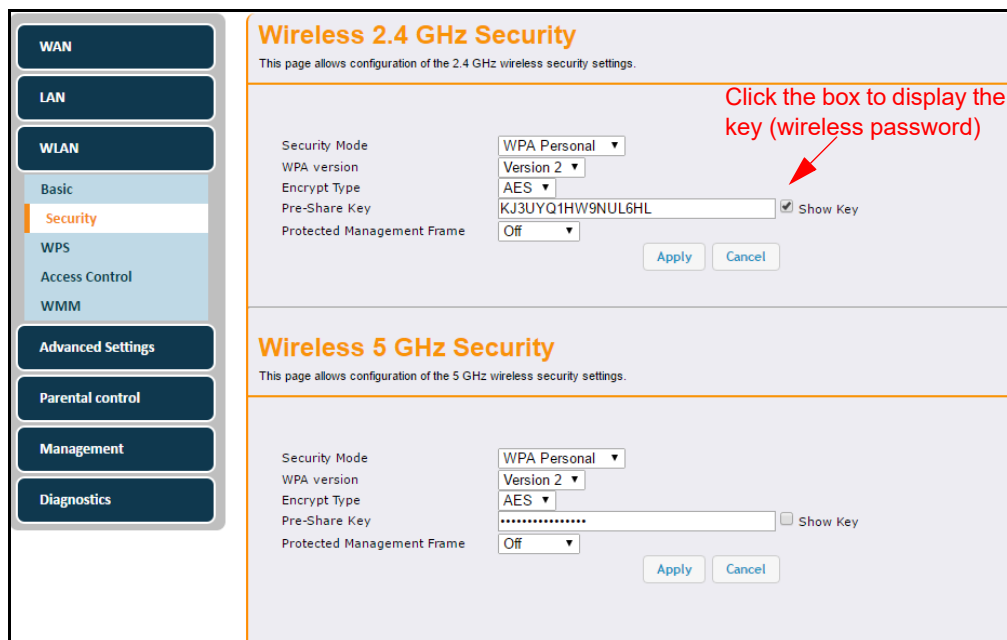 WAN
LAN
WLAN
Basic
Security
WPS
Access Control
WMM
Advanced Settings
Parental control
Management
Diagnostics
Wireless 2.4 GHz Security
This page allows configuration of the 2.4 GHz wireless security settings.
Click the box to display the
key (wireless password)
Security Mode WPA Personal
WPA version Version 2
Encrypt Type AES
Pre-Share Key KJ3UYQ1HW9NUL6HL Show Key
Protected Management Frame Off
Apply Cancel
Wireless 5 GHz Security
This page allows configuration of the 5 GHz wireless security settings.
Security Mode WPA Personal
WPA version Version 2
Encrypt Type AES
Pre-Share Key •••••••••••••••• Show Key
Protected Management Frame Off
Apply Cancel